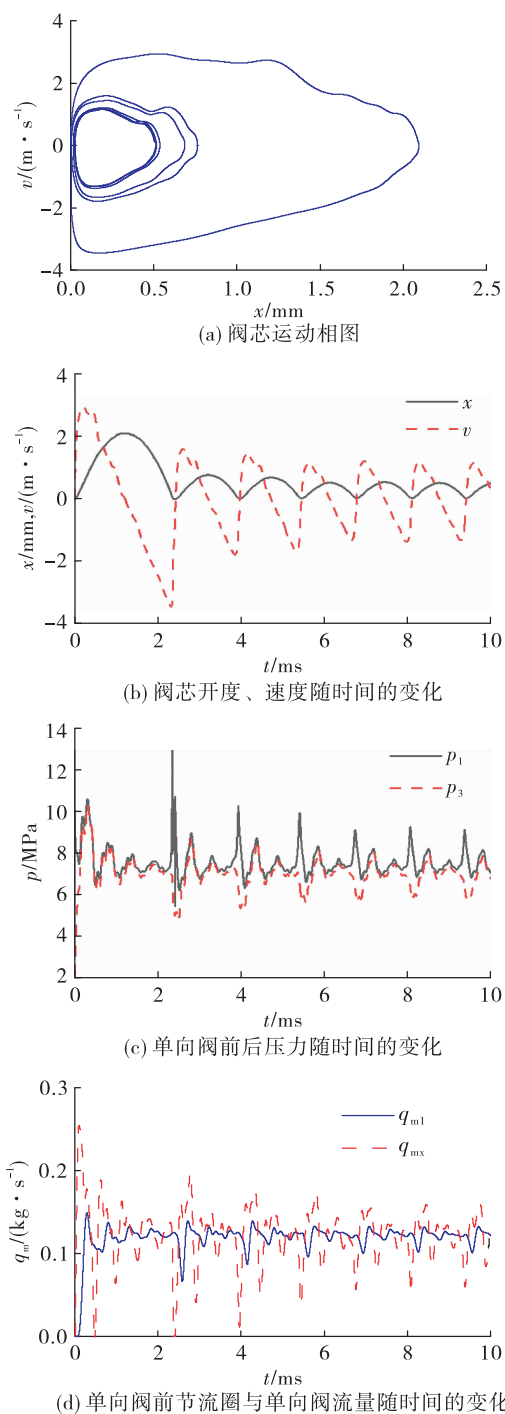 4
2
0
−2
−4
v/(m·s⁻¹)
0.0 0.5 1.0 1.5 2.0 2.5
x/mm
(a) 阀芯运动相图
4
2
0
−2
−4
x/mm,v/(m·s⁻¹)
x
v
0 2 4 6 8 10
t/ms
(b) 阀芯开度、速度随时间的变化
14
12
10
8
6
4
2
p/MPa
p₁
p₃
0 2 4 6 8 10
t/ms
(c) 单向阀前后压力随时间的变化
0.3
0.2
0.1
0.0
qₘ/(kg·s⁻¹)
qₘ₁
qₘₓ
0 2 4 6 8 10
t/ms
(d) 单向阀前节流圈与单向阀流量随时间的变化